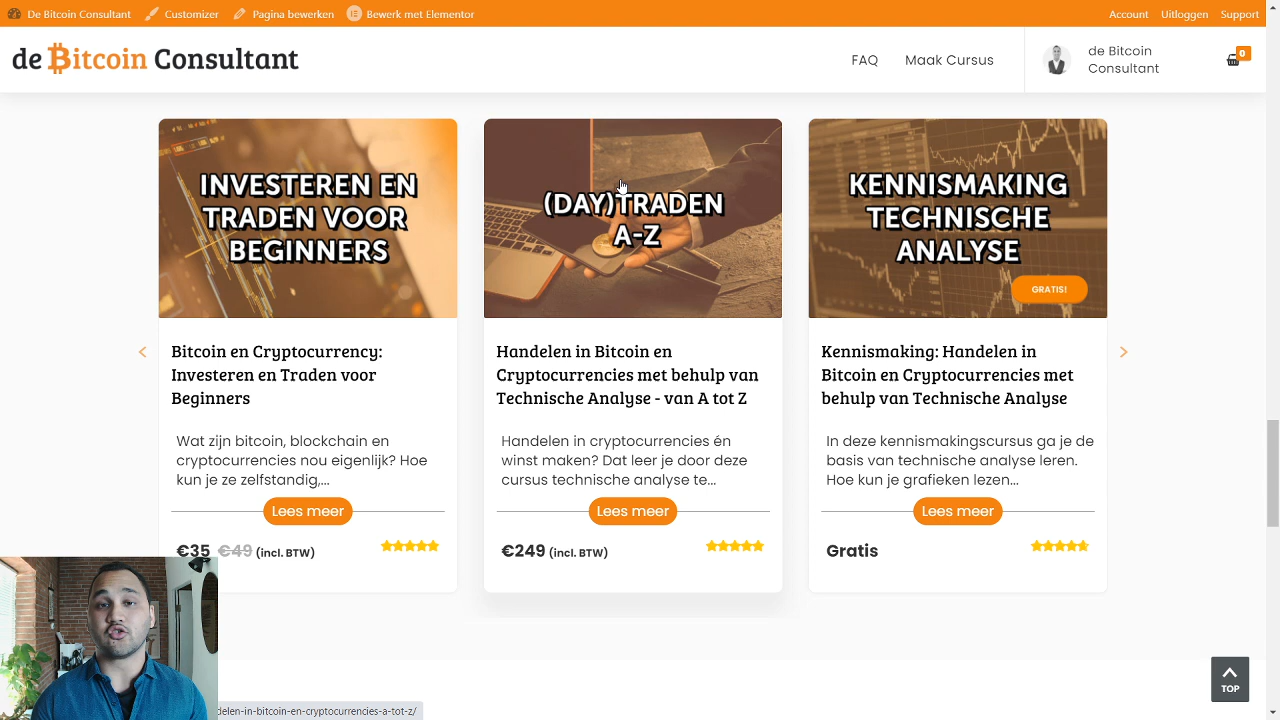 De Bitcoin Consultant Customizer Pagina bewerken Bewerk met Elementor Account Uitloggen Support
de Bitcoin Consultant FAQ Maak Cursus de Bitcoin
Consultant
0
INVESTEREN EN
TRADEN VOOR
BEGINNERS
Bitcoin en Cryptocurrency:
Investeren en Traden voor
Beginners
Wat zijn bitcoin, blockchain en
cryptocurrencies nou eigenlijk? Hoe
kun je ze zelfstandig,...
Lees meer
€35 €49 (incl. BTW)
(DAY)TRADEN
A-Z
Handelen in Bitcoin en
Cryptocurrencies met behulp van
Technische Analyse - van A tot Z
Handelen in cryptocurrencies én
winst maken? Dat leer je door deze
cursus technische analyse te...
Lees meer
€249 (incl. BTW)
KENNISMAKING
TECHNISCHE
ANALYSE
GRATIS!
Kennismaking: Handelen in
Bitcoin en Cryptocurrencies met
behulp van Technische Analyse
In deze kennismakingscursus ga je de
basis van technische analyse leren.
Hoe kun je grafieken lezen...
Lees meer
Gratis
TOP
delen-in-bitcoin-en-cryptocurrencies-a-tot-z/